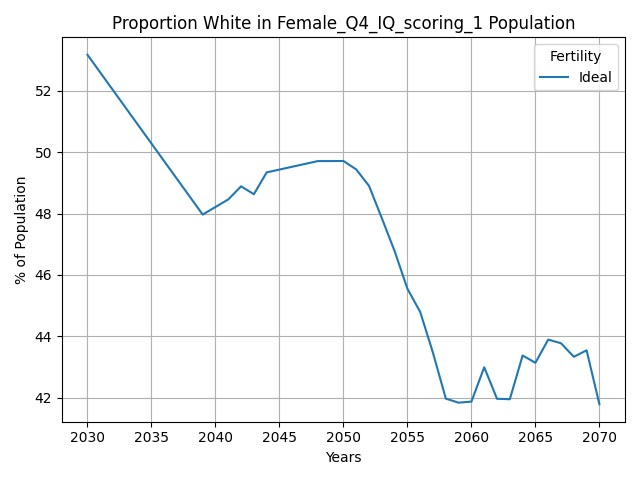 Proportion White in Female_Q4_IQ_scoring_1 Population
Fertility
Ideal
% of Population
52
50
48
46
44
42
2030 2035 2040 2045 2050 2055 2060 2065 2070
Years